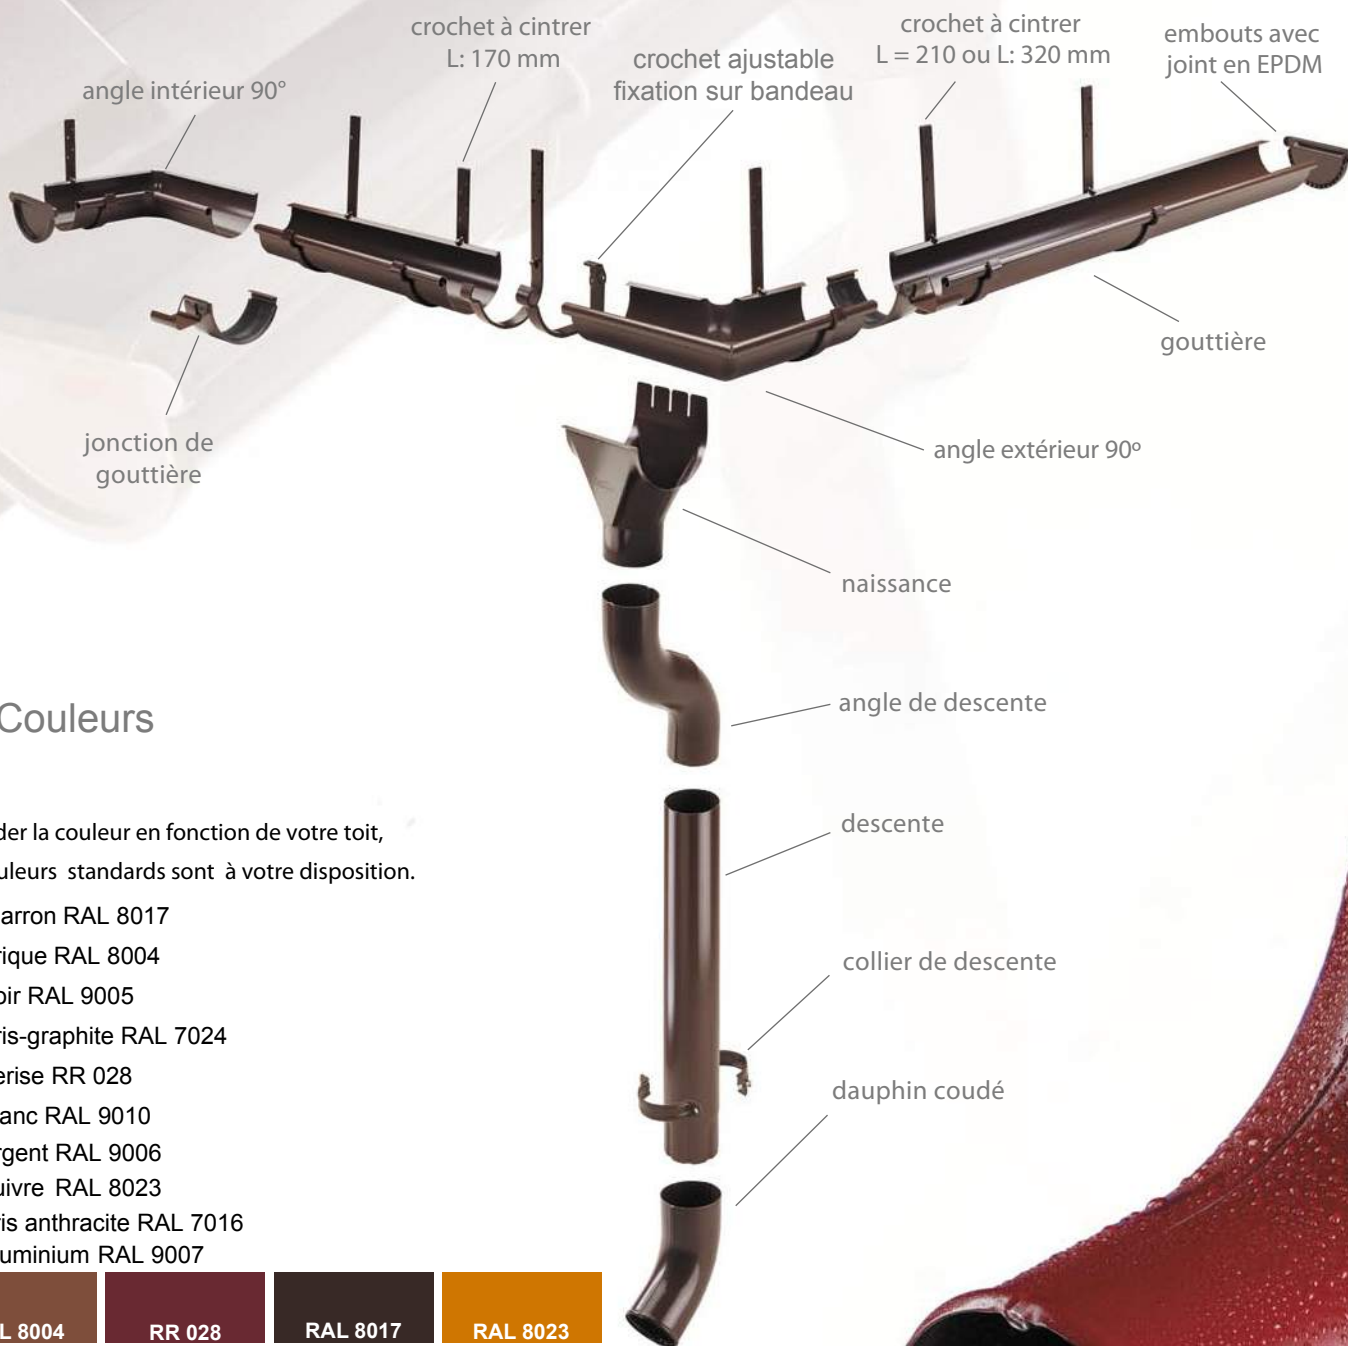 crochet à cintrer
L: 170 mm
crochet ajustable
fixation sur bandeau
crochet à cintrer
L = 210 ou L: 320 mm
embouts avec
joint en EPDM
angle intérieur 90°
gouttière
jonction de
gouttière
angle extérieur 90º
naissance
angle de descente
descente
collier de descente
dauphin coudé
Couleurs
der la couleur en fonction de votre toit,
uleurs standards sont à votre disposition.
arron RAL 8017
rique RAL 8004
oir RAL 9005
ris-graphite RAL 7024
erise RR 028
anc RAL 9010
rgent RAL 9006
uivre RAL 8023
ris anthracite RAL 7016
uminium RAL 9007
L 8004
RR 028
RAL 8017
RAL 8023